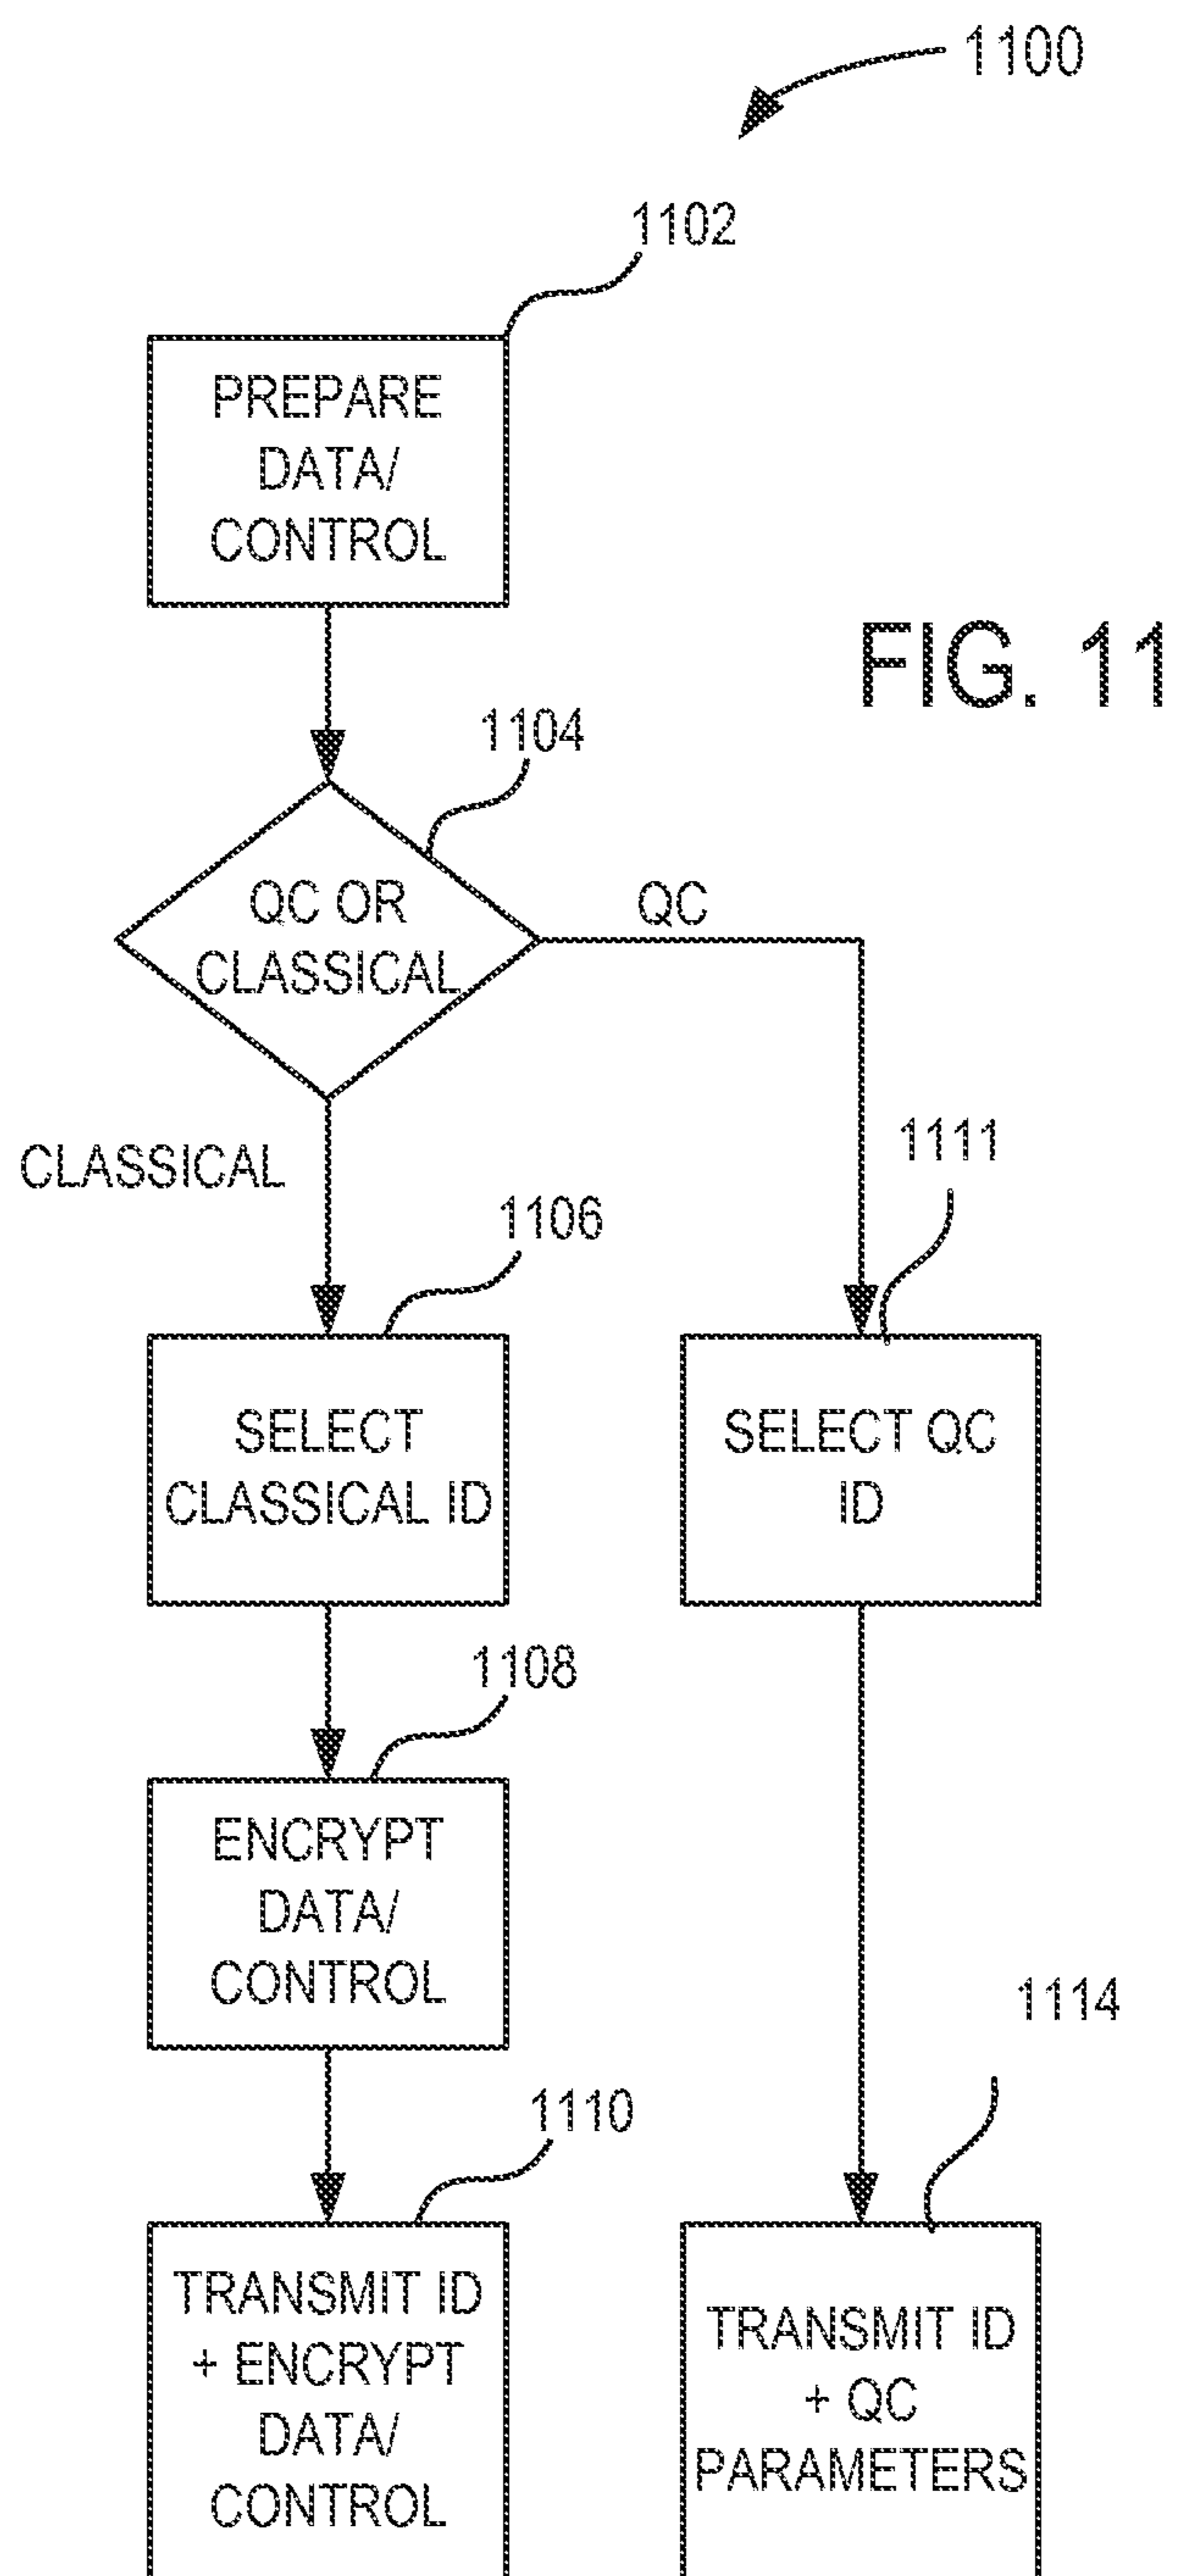 1100
1102
PREPARE
DATA/
CONTROL
FIG. 11
1104
QC OR
CLASSICAL
QC
CLASSICAL
1111
1106
SELECT
CLASSICAL ID
SELECT QC
ID
1108
ENCRYPT
DATA/
CONTROL
1114
1110
TRANSMIT ID
+ ENCRYPT
DATA/
CONTROL
TRANSMIT ID
+ QC
PARAMETERS